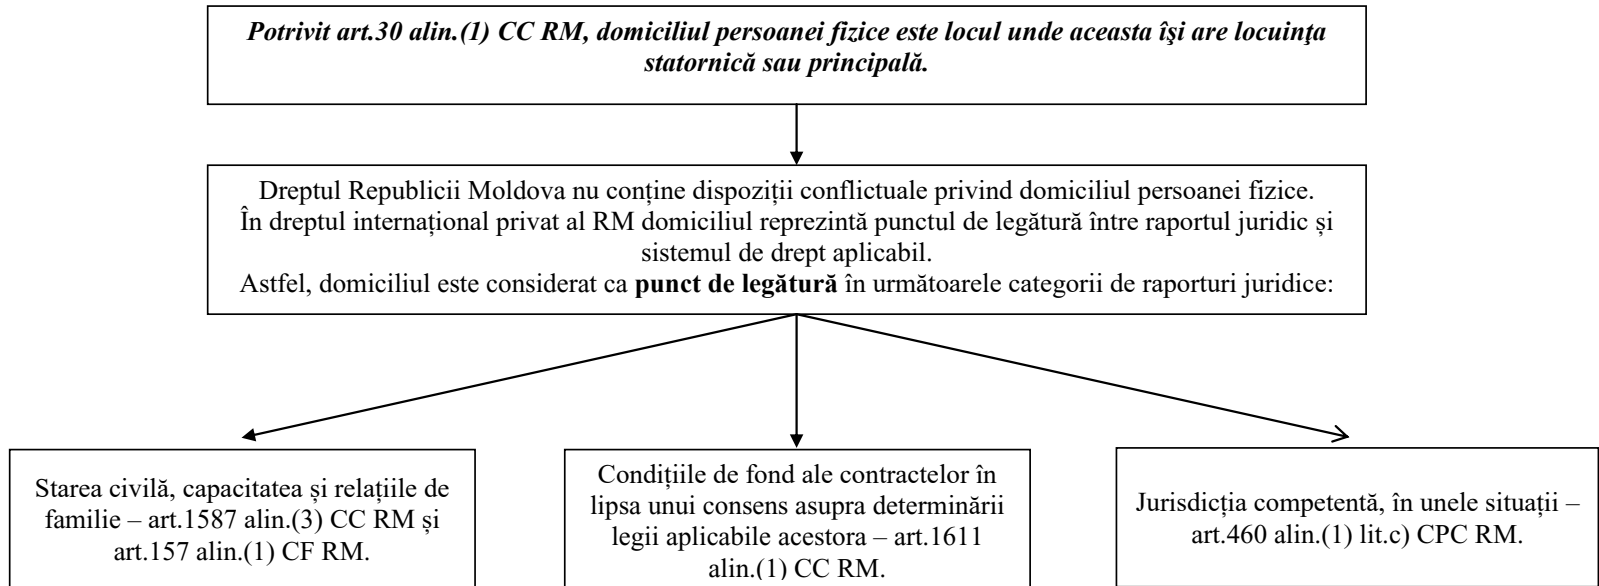 Potrivit art.30 alin.(1) CC RM, domiciliul persoanei fizice este locul unde aceasta îşi are locuinţa
statornică sau principală.
Dreptul Republicii Moldova nu conține dispoziții conflictuale privind domiciliul persoanei fizice.
În dreptul internațional privat al RM domiciliul reprezintă punctul de legătură între raportul juridic și
sistemul de drept aplicabil.
Astfel, domiciliul este considerat ca punct de legătură în următoarele categorii de raporturi juridice:
Starea civilă, capacitatea și relațiile de
familie – art.1587 alin.(3) CC RM și
art.157 alin.(1) CF RM.
Condițiile de fond ale contractelor în
lipsa unui consens asupra determinării
legii aplicabile acestora – art.1611
alin.(1) CC RM.
Jurisdicția competentă, în unele situații –
art.460 alin.(1) lit.c) CPC RM.